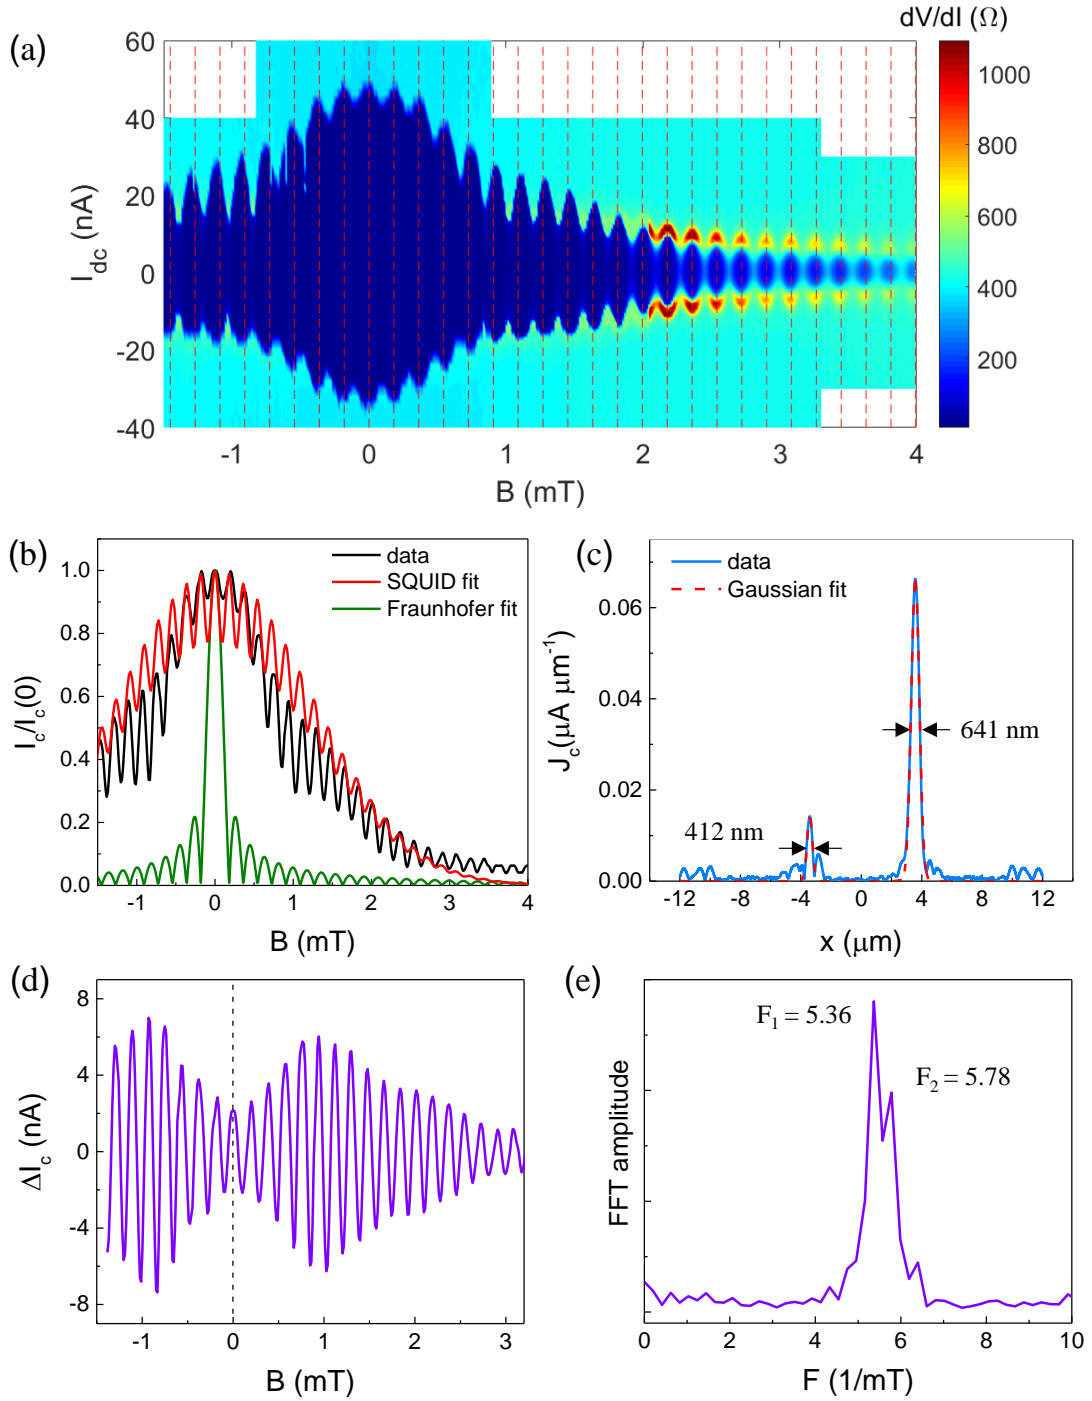 (a)
dV/dI (Ω)
60
40
20
0
-20
-40
I_dc (nA)
-1 0 1 2 3 4
B (mT)
1000
800
600
400
200
(b)
data
SQUID fit
Fraunhofer fit
1.0
0.8
0.6
0.4
0.2
0.0
I_c/I_c(0)
-1 0 1 2 3 4
B (mT)
(c)
data
Gaussian fit
0.06
0.04
0.02
0.00
J_c(μA μm⁻¹)
641 nm
412 nm
-12 -8 -4 0 4 8 12
x (μm)
(d)
8
4
0
-4
-8
ΔI_c (nA)
-1 0 1 2 3
B (mT)
(e)
F₁ = 5.36
F₂ = 5.78
FFT amplitude
0 2 4 6 8 10
F (1/mT)